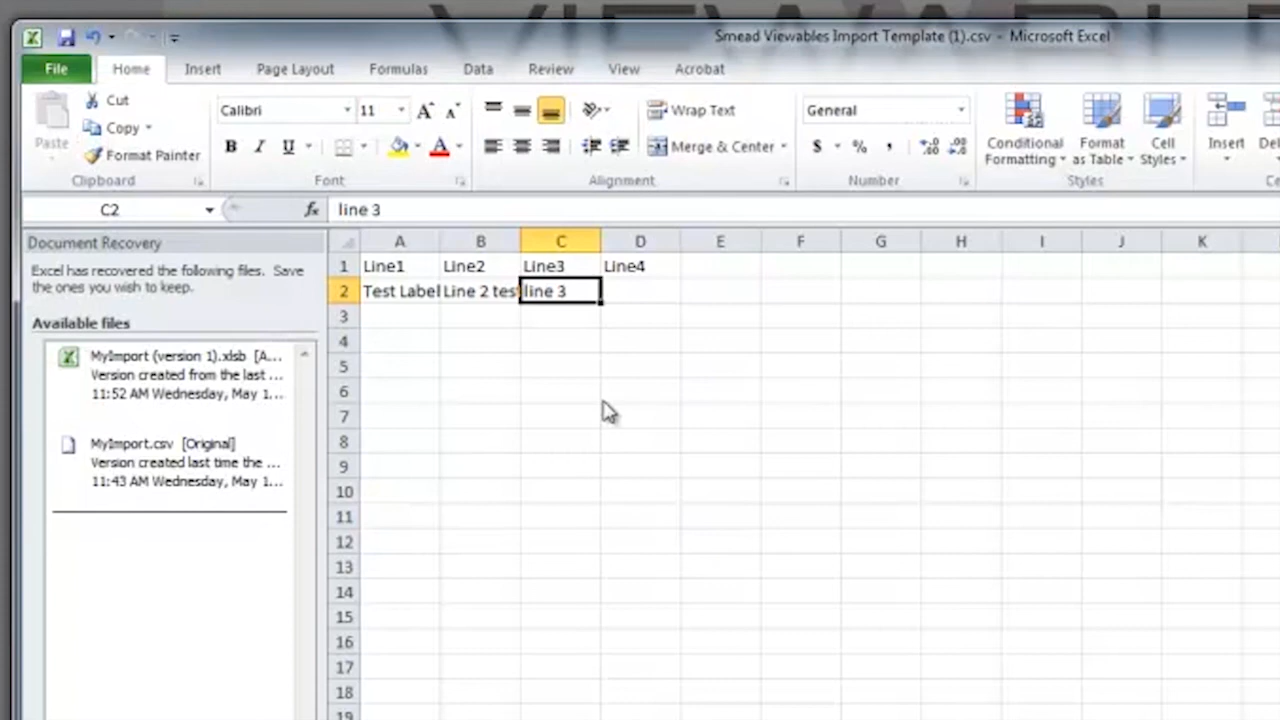 Smead Viewables Import Template (1).csv - Microsoft Excel
File Home Insert Page Layout Formulas Data Review View Acrobat
Paste
Cut
Copy
Format Painter
Clipboard
Calibri 11
B I U A
Font
Wrap Text
Merge & Center
Alignment
General
$ % ,
Number
Conditional Formatting
Format as Table
Cell Styles
Styles
Insert
C2 fx line 3
Document Recovery
Excel has recovered the following files. Save
the ones you wish to keep.
Available files
MyImport (version 1).xlsb [A...
Version created from the last ...
11:52 AM Wednesday, May 1...
MyImport.csv [Original]
Version created last time the ...
11:43 AM Wednesday, May 1...
A B C D E F G H I J K
1 Line1 Line2 Line3 Line4
2 Test Label Line 2 test line 3
3
4
5
6
7
8
9
10
11
12
13
14
15
16
17
18
19